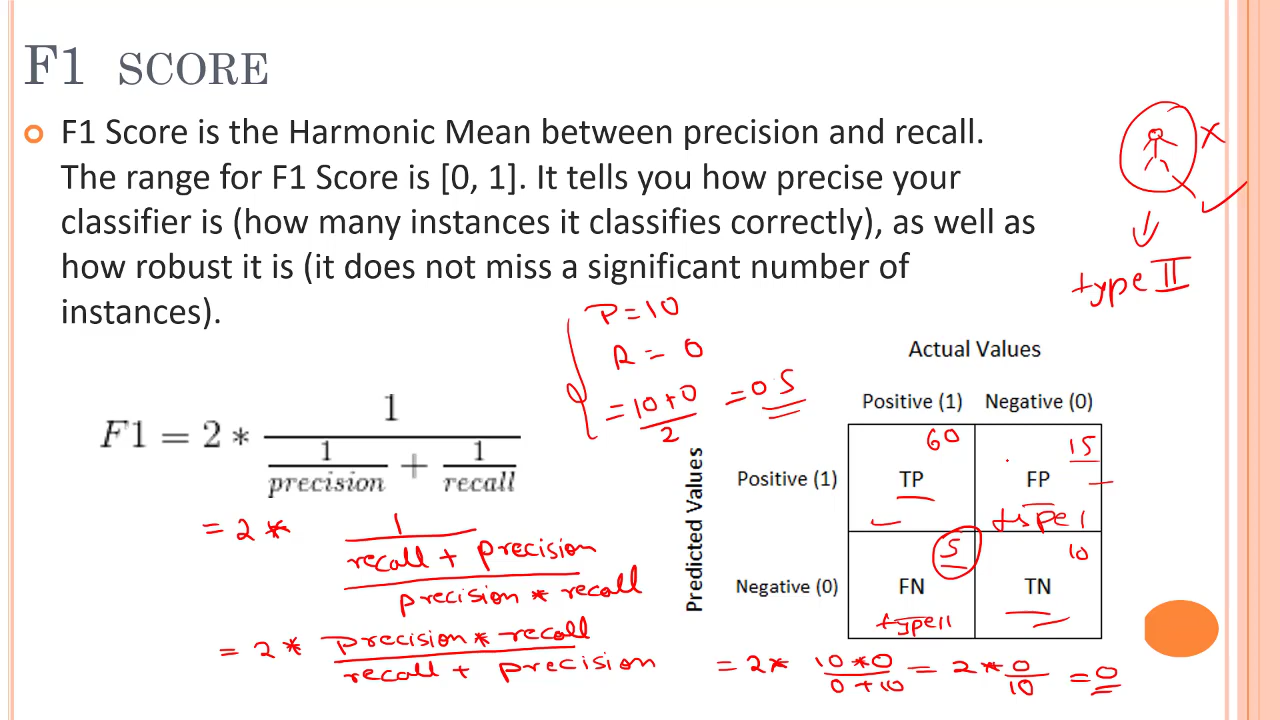 F1 SCORE
F1 Score is the Harmonic Mean between precision and recall.
The range for F1 Score is [0, 1]. It tells you how precise your
classifier is (how many instances it classifies correctly), as well as
how robust it is (it does not miss a significant number of
instances).
type II
P = 10
R = 0
= 10+0 / 2 = 0 5
F1 = 2 * 1 / (1/precision + 1/recall)
= 2 * 1 / (recall + precision / precision * recall)
= 2 * precision * recall / recall + precision
Actual Values
Positive (1) Negative (0)
Predicted Values
60 15
Positive (1) TP FP
type I
5 10
Negative (0) FN TN
type II
= 2 * 10*0 / 0+10 = 2 * 0 / 10 = 0